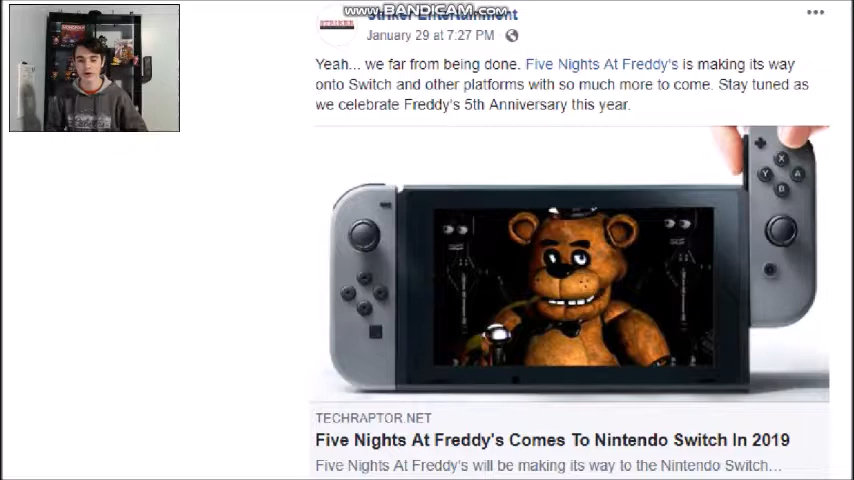 www.BANDICAM.com
STRIKER
Striker Entertainment
January 29 at 7:27 PM
Yeah... we far from being done. Five Nights At Freddy's is making its way
onto Switch and other platforms with so much more to come. Stay tuned as
we celebrate Freddy's 5th Anniversary this year.
X
Y
A
B
TECHRAPTOR.NET
Five Nights At Freddy's Comes To Nintendo Switch In 2019
Five Nights At Freddy's will be making its way to the Nintendo Switch...